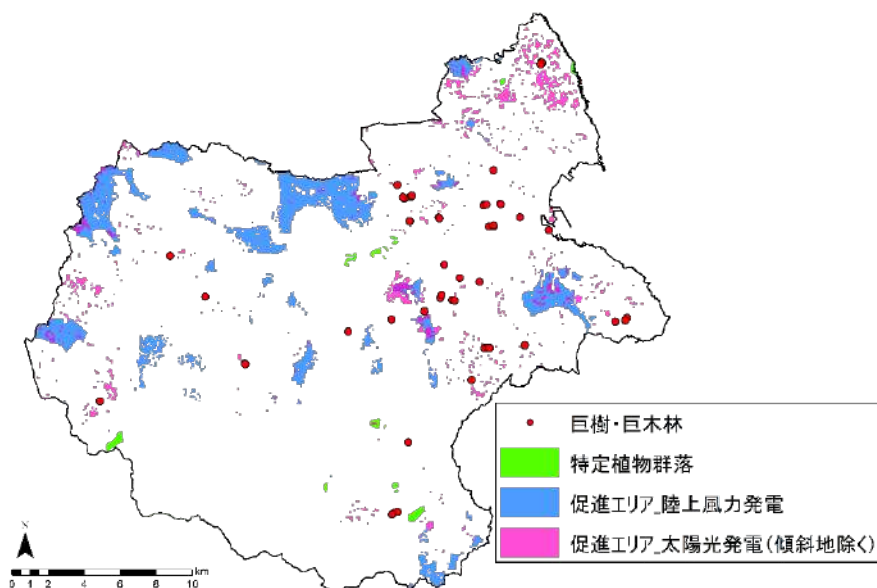 巨樹・巨木林
特定植物群落
促進エリア_陸上風力発電
促進エリア_太陽光発電(傾斜地除く)
N
km
0 1 2 4 6 8 10